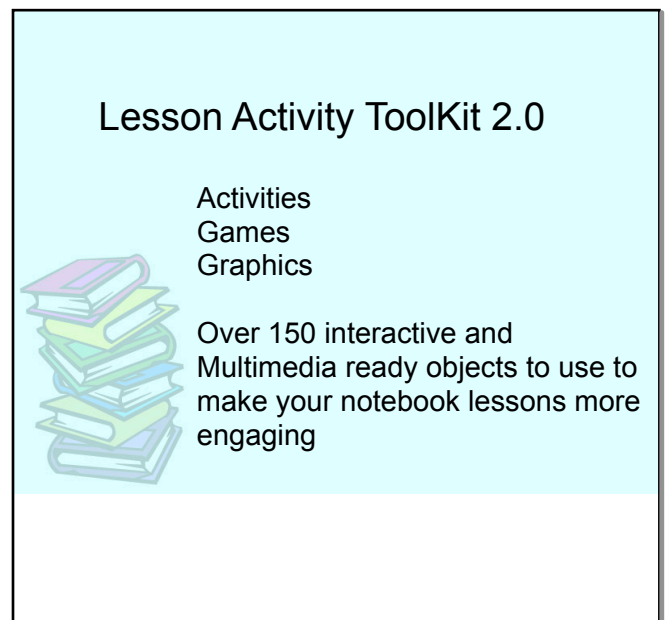 Lesson Activity ToolKit 2.0
Activities
Games
Graphics
Over 150 interactive and
Multimedia ready objects to use to
make your notebook lessons more
engaging